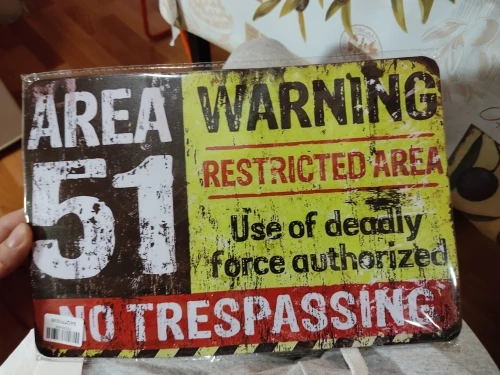 AREA
51
WARNING
RESTRICTED AREA
Use of deadly
force authorized
NO TRESPASSING